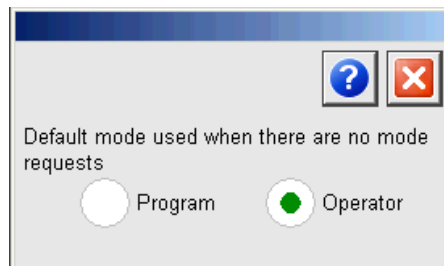 Default mode used when there are no mode
requests
Program Operator